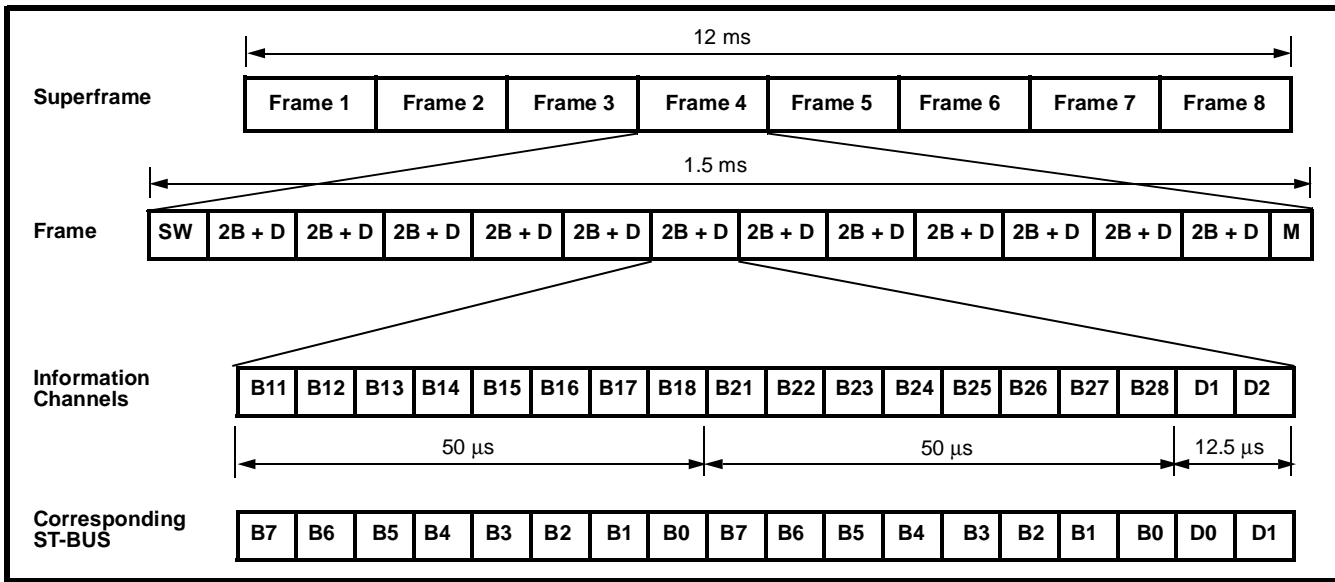 12 ms
Superframe
Frame 1 Frame 2 Frame 3 Frame 4 Frame 5 Frame 6 Frame 7 Frame 8
1.5 ms
Frame
SW 2B + D 2B + D 2B + D 2B + D 2B + D 2B + D 2B + D 2B + D 2B + D 2B + D 2B + D 2B + D M
Information
Channels
B11 B12 B13 B14 B15 B16 B17 B18 B21 B22 B23 B24 B25 B26 B27 B28 D1 D2
50 μs 50 μs 12.5 μs
Corresponding
ST-BUS
B7 B6 B5 B4 B3 B2 B1 B0 B7 B6 B5 B4 B3 B2 B1 B0 D0 D1